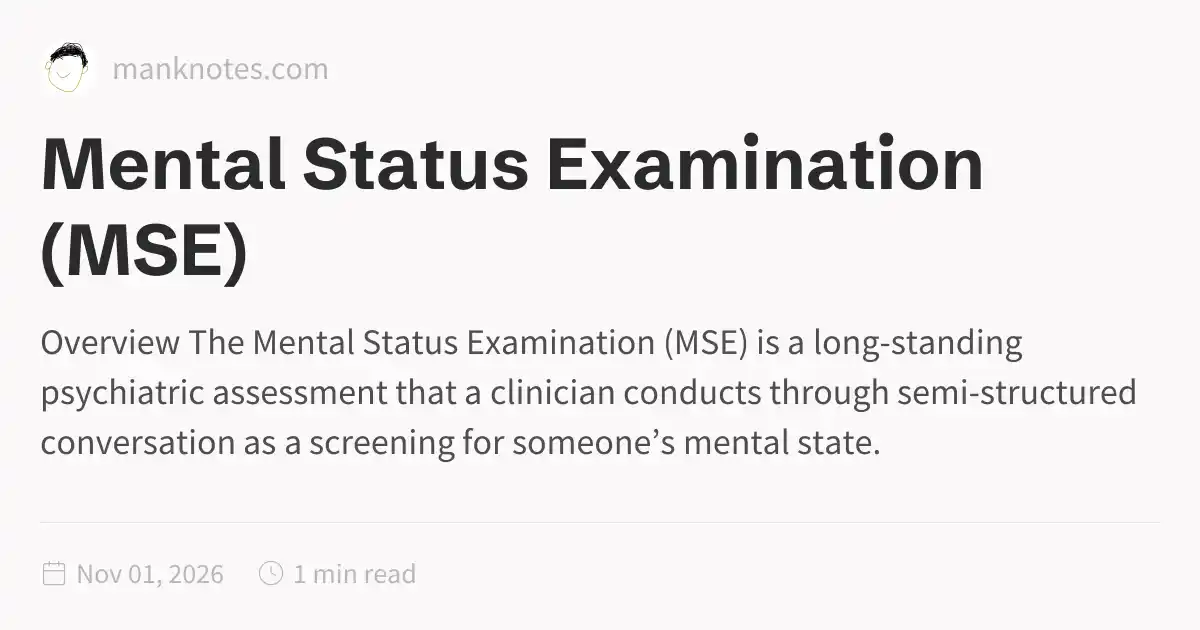 manknotes.com
Mental Status Examination
(MSE)
Overview The Mental Status Examination (MSE) is a long-standing
psychiatric assessment that a clinician conducts through semi-structured
conversation as a screening for someone’s mental state.
Nov 01, 2026 1 min read